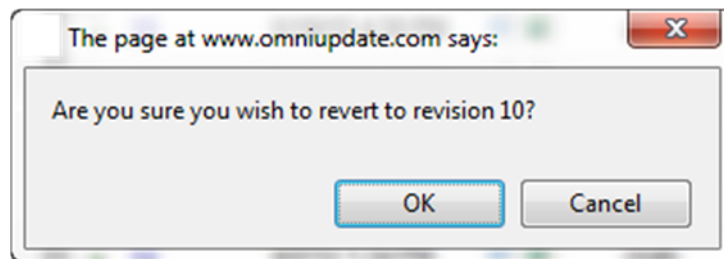 The page at www.omniupdate.com says:
Are you sure you wish to revert to revision 10?
OK
Cancel